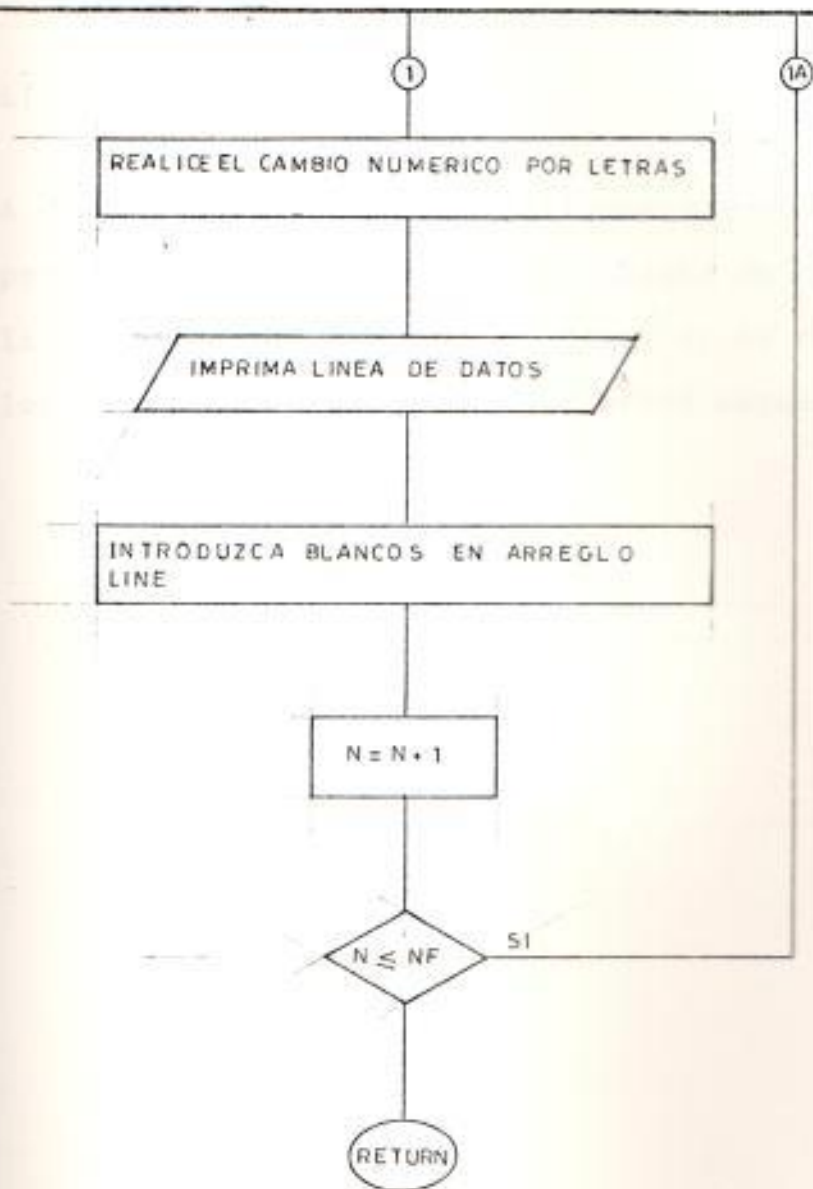 1
1A
REALICE EL CAMBIO NUMERICO POR LETRAS
IMPRIMA LINEA DE DATOS
INTRODUZCA BLANCOS EN ARREGLO
LINE
N = N + 1
N ≤ NF
SI
RETURN